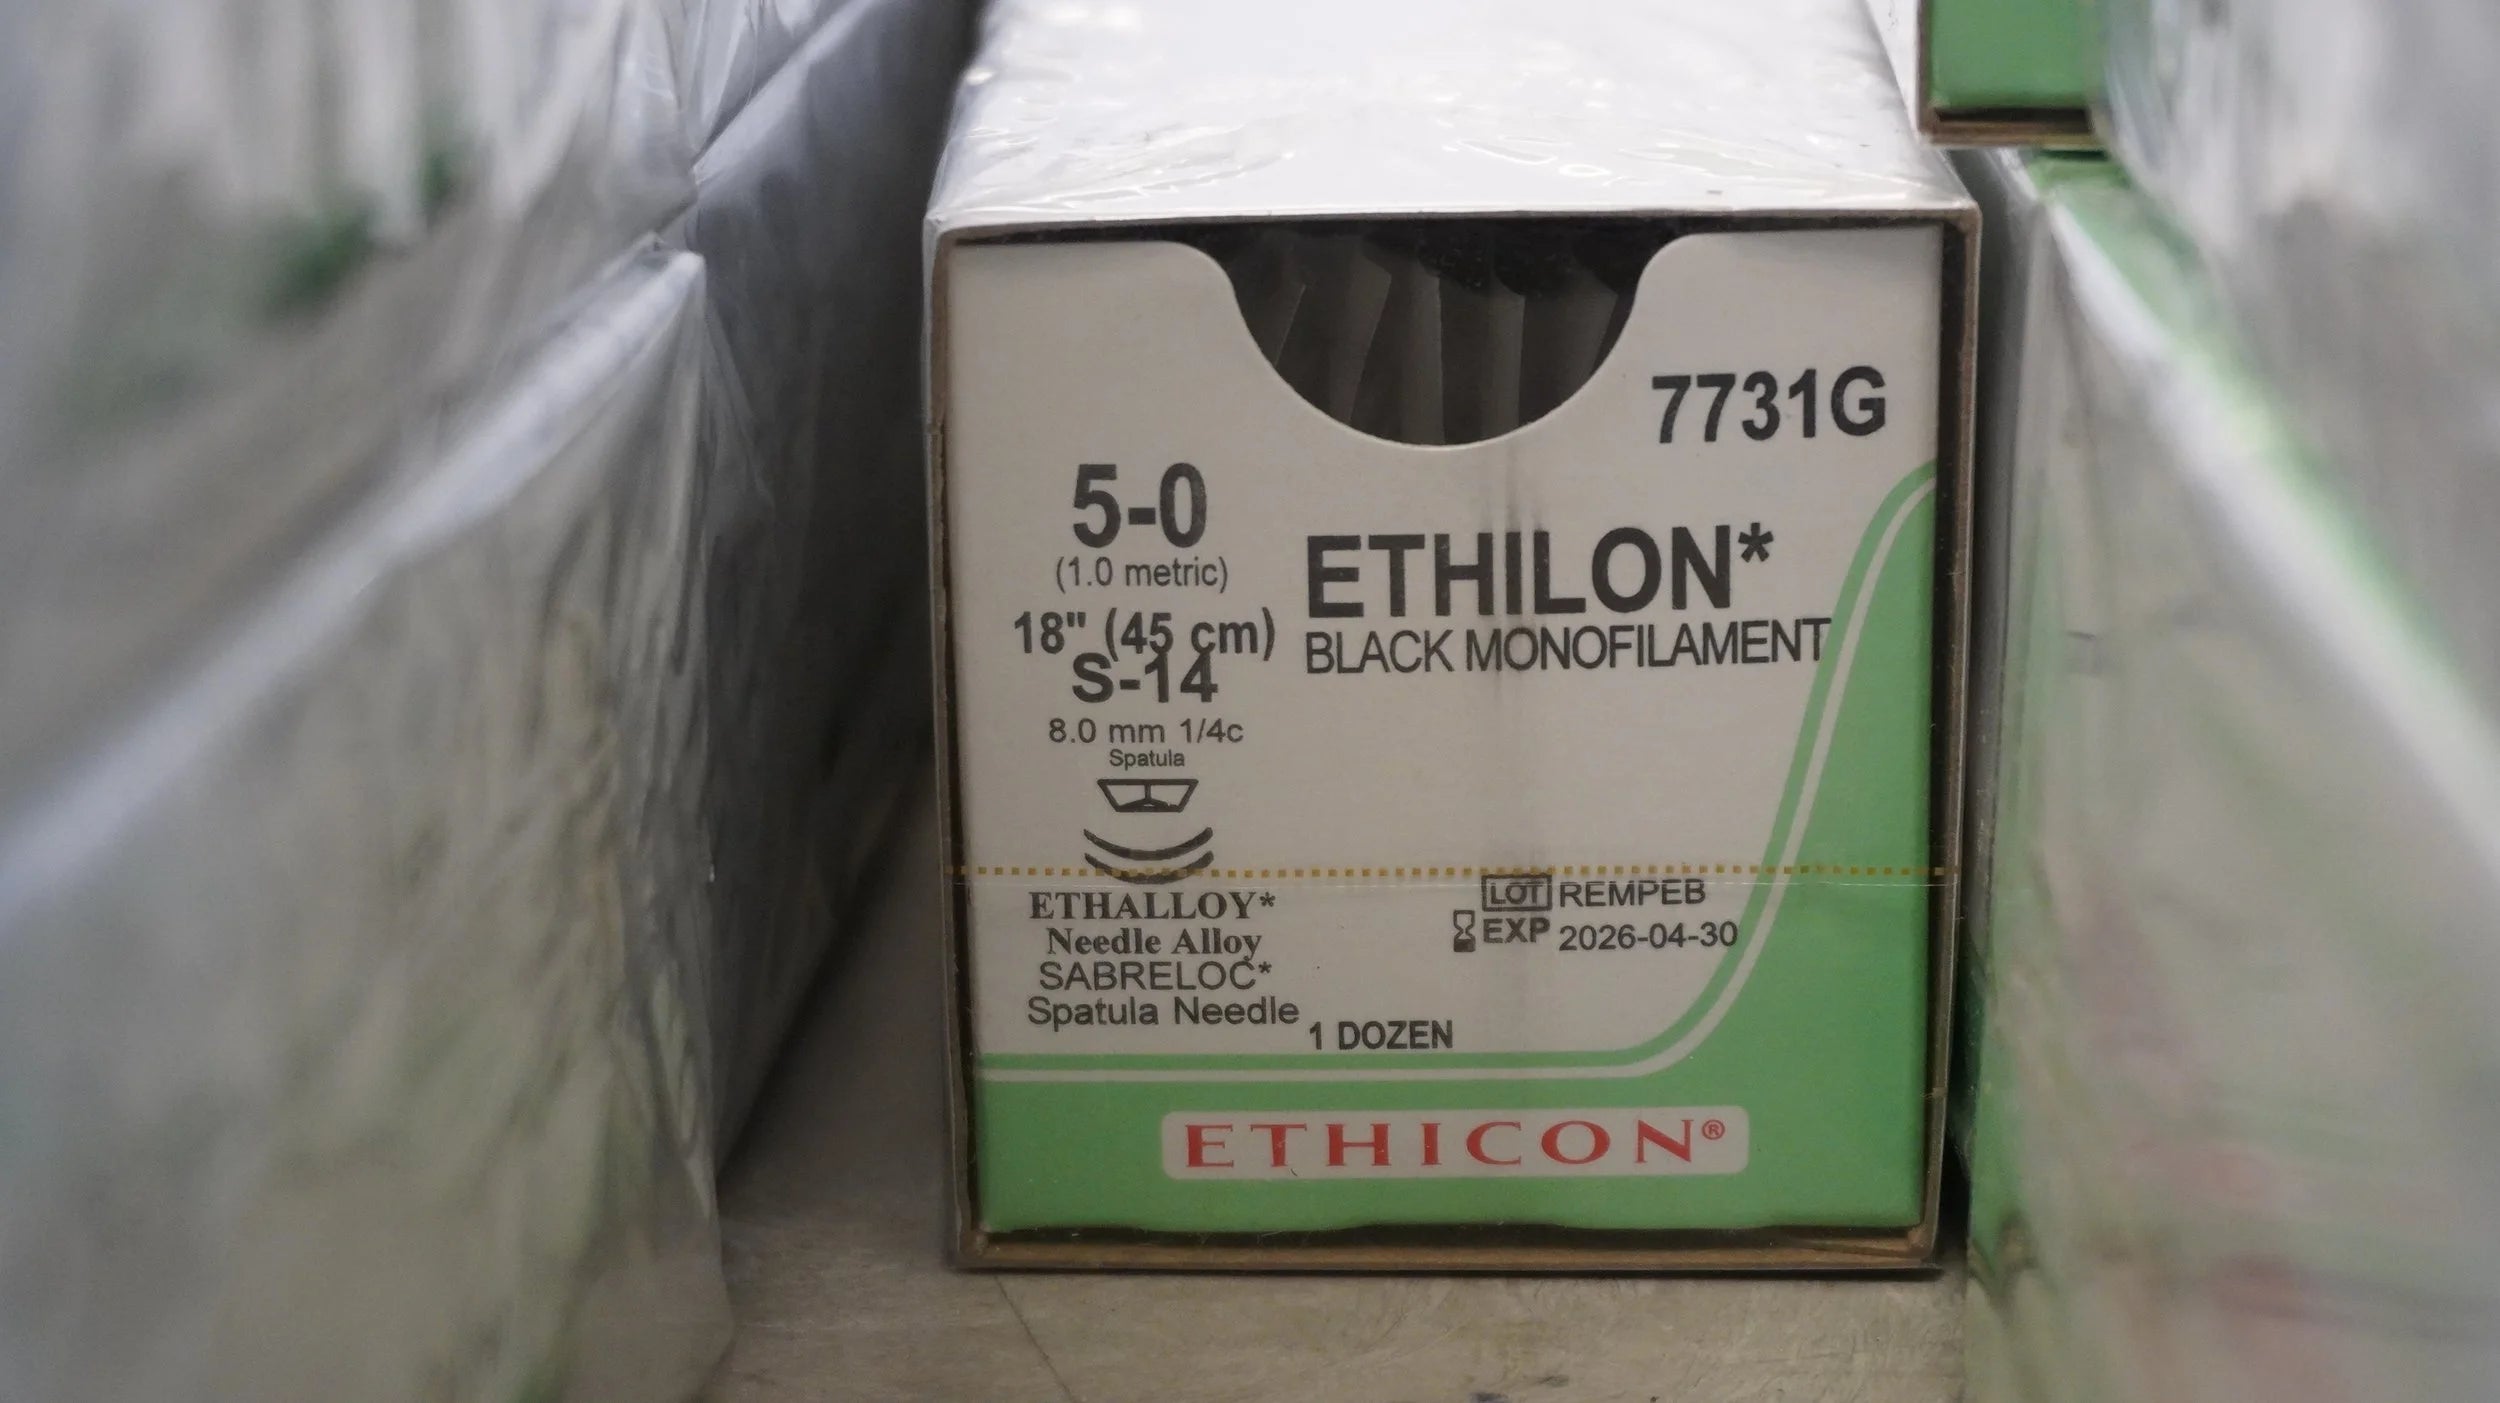 7731G
5-0
(1.0 metric)
18" (45 cm)
S-14
8.0 mm 1/4c
Spatula
ETHILON*
BLACK MONOFILAMENT
ETHALLOY*
Needle Alloy
SABRELOC*
Spatula Needle
LOT REMPEB
EXP 2026-04-30
1 DOZEN
ETHICON®